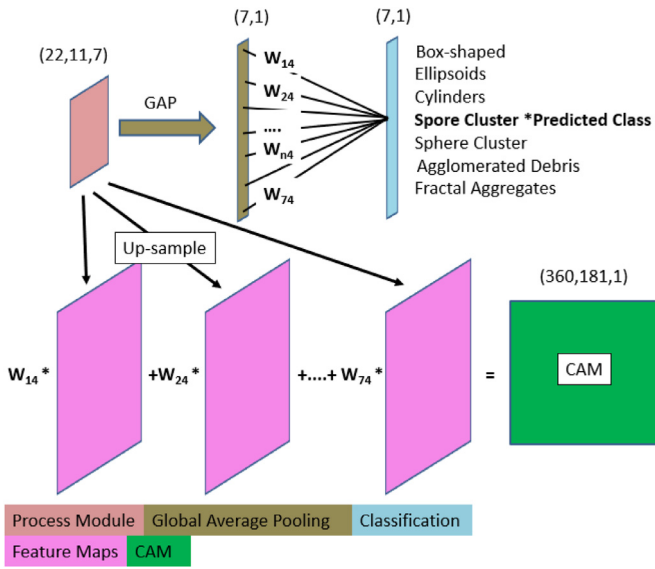 (7,1) (7,1)
(22,11,7)
GAP
W14
W24
....
Wn4
W74
Box-shaped
Ellipsoids
Cylinders
Spore Cluster *Predicted Class
Sphere Cluster
Agglomerated Debris
Fractal Aggregates
Up-sample
(360,181,1)
W14 * +W24 * +....+ W74 * = CAM
Process Module Global Average Pooling Classification
Feature Maps CAM